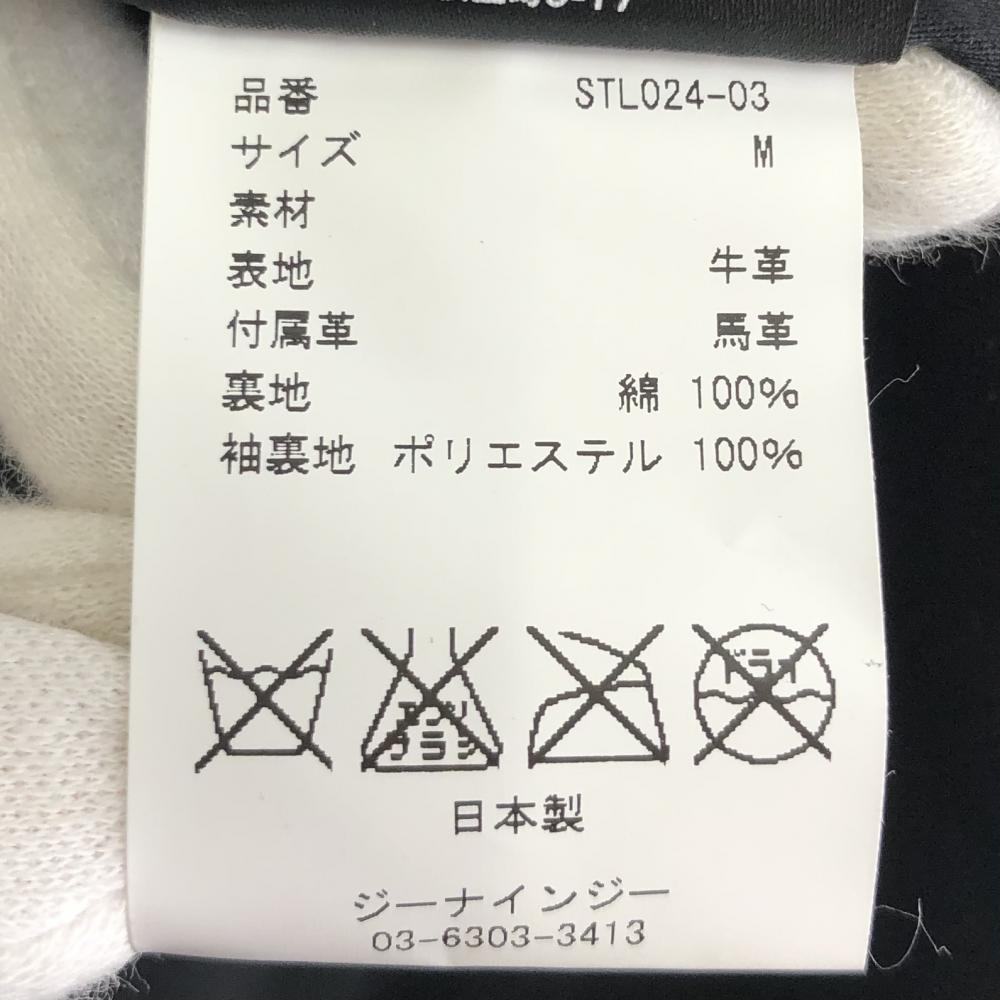 品番 STL024-03
サイズ M
素材
表地 牛革
付属革 馬革
裏地 綿 100%
袖裏地 ポリエステル 100%
ドライ
日本製
ジーナインジー
03-6303-3413